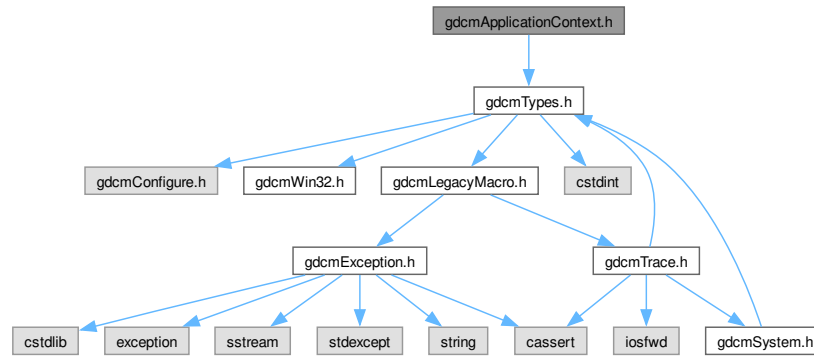 gdcmApplicationContext.h
gdcmTypes.h
gdcmConfigure.h
gdcmWin32.h
gdcmLegacyMacro.h
cstdint
gdcmException.h
gdcmTrace.h
cstdlib
exception
sstream
stdexcept
string
cassert
iosfwd
gdcmSystem.h